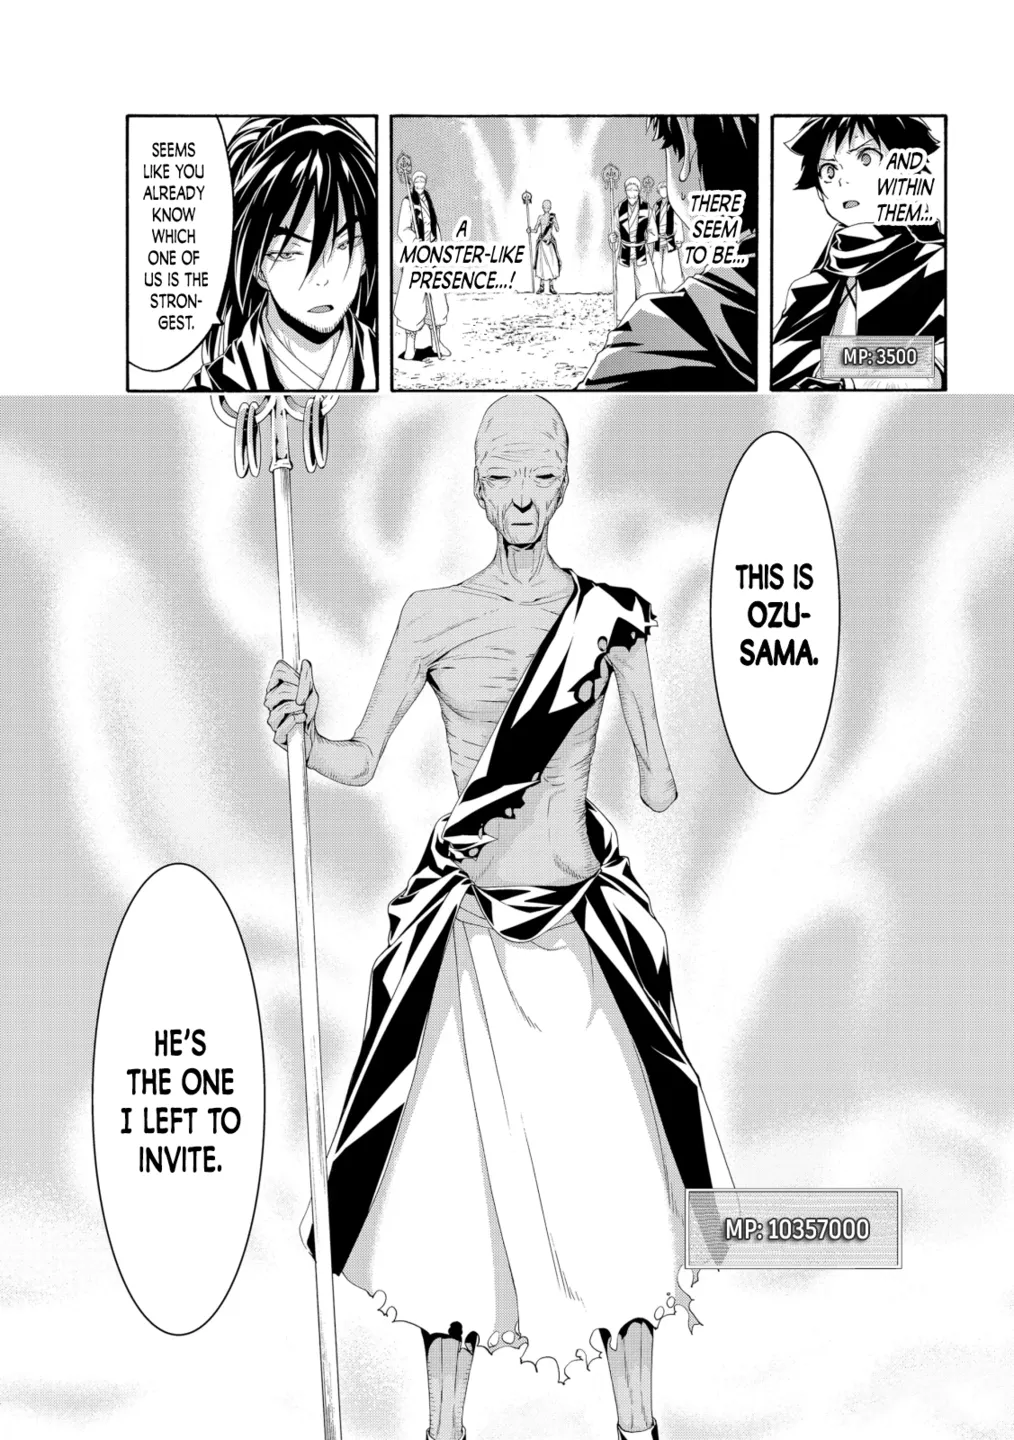 AND
WITHIN
THEM...
MP: 3500
THERE
SEEM
TO BE...
A
MONSTER-LIKE
PRESENCE...!
SEEMS
LIKE YOU
ALREADY
KNOW
WHICH
ONE OF
US IS THE
STRON-
GEST.
THIS IS
OZU-
SAMA.
HE'S
THE ONE
I LEFT TO
INVITE.
MP: 10357000